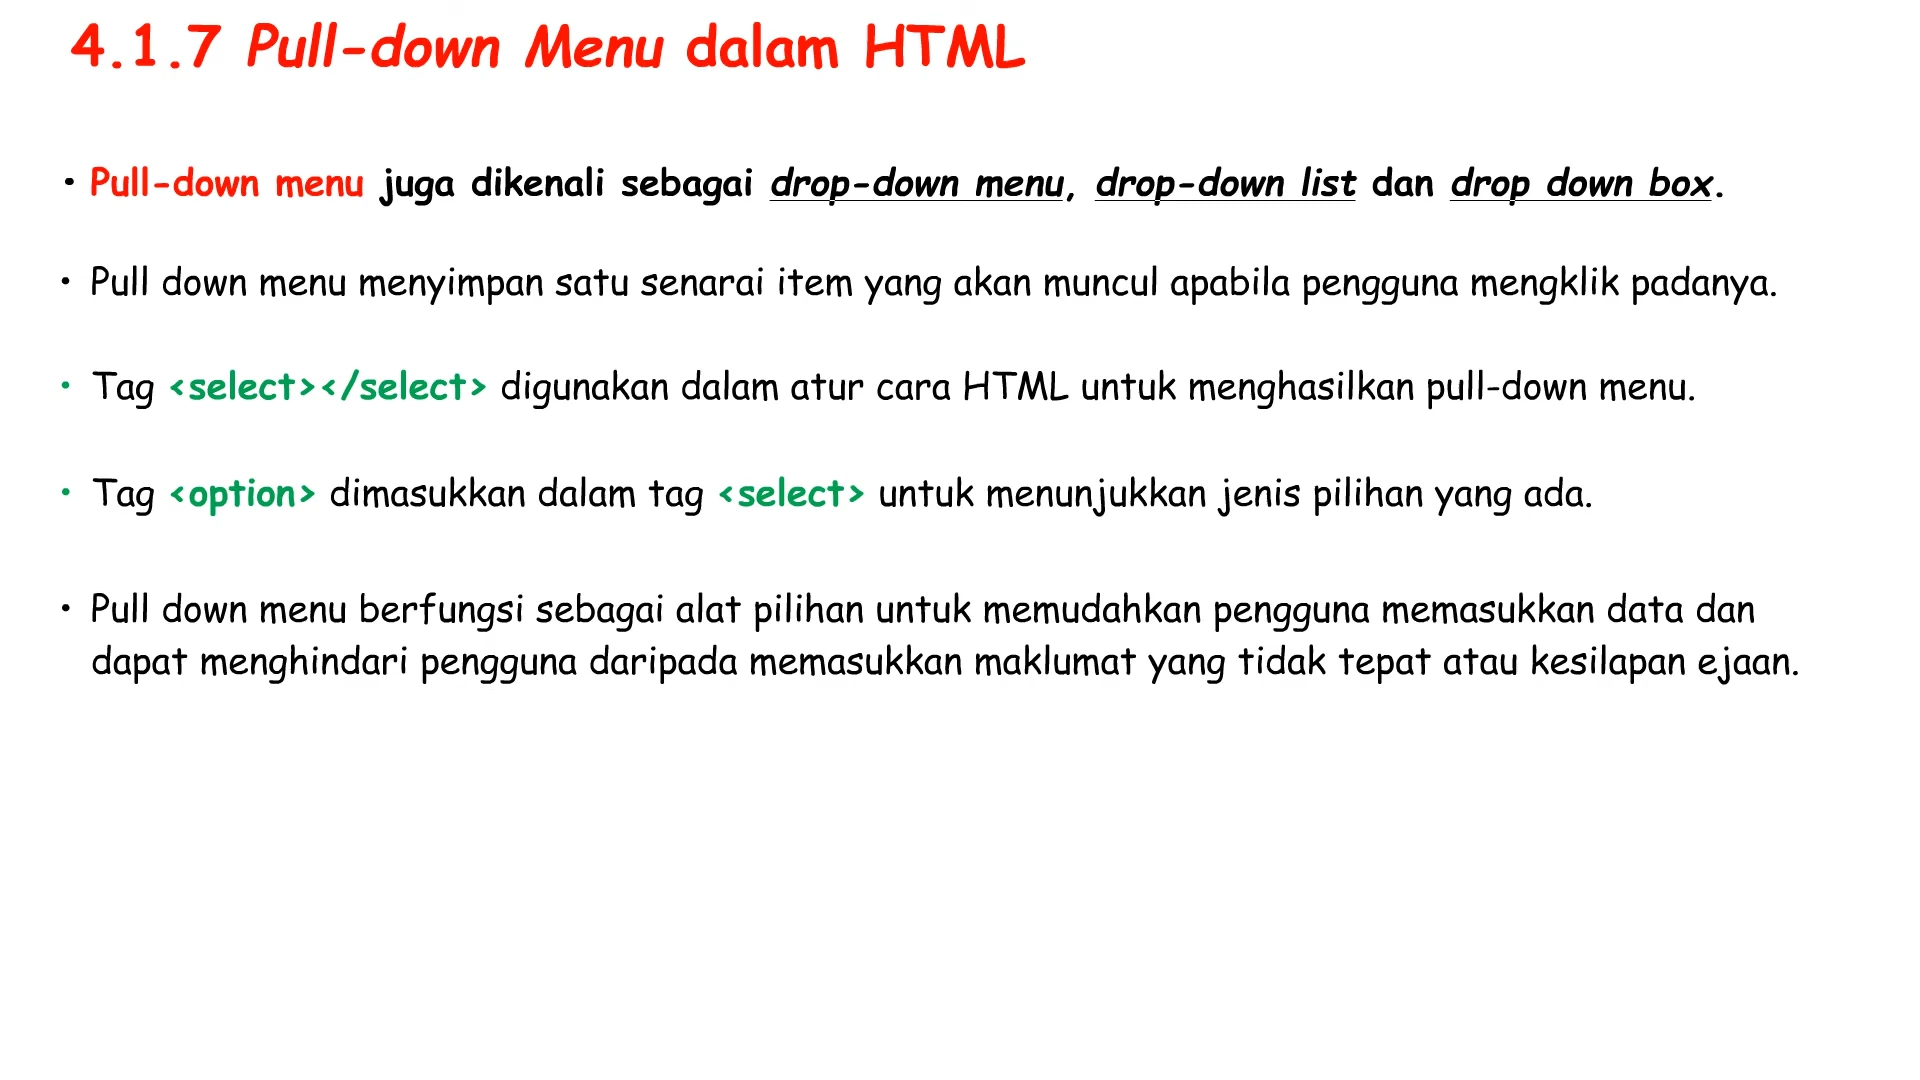 4.1.7 Pull-down Menu dalam HTML
• Pull-down menu juga dikenali sebagai drop-down menu, drop-down list dan drop down box.
• Pull down menu menyimpan satu senarai item yang akan muncul apabila pengguna mengklik padanya.
• Tag <select></select> digunakan dalam atur cara HTML untuk menghasilkan pull-down menu.
• Tag <option> dimasukkan dalam tag <select> untuk menunjukkan jenis pilihan yang ada.
• Pull down menu berfungsi sebagai alat pilihan untuk memudahkan pengguna memasukkan data dan
dapat menghindari pengguna daripada memasukkan maklumat yang tidak tepat atau kesilapan ejaan.